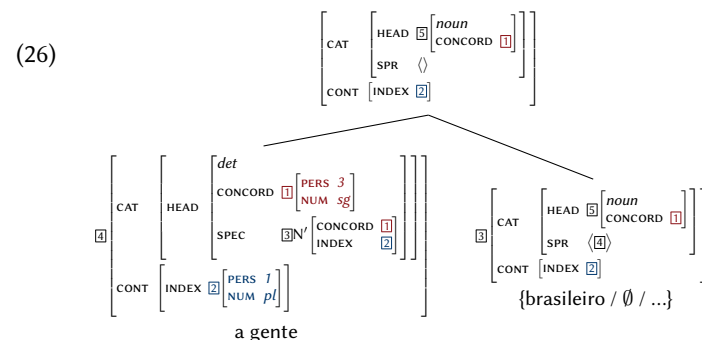 (26)
CAT HEAD 5 noun
CONCORD 1
SPR ⟨⟩
CONT INDEX 2
4 CAT HEAD det
CONCORD 1 PERS 3
NUM sg
SPEC 3 N′ CONCORD 1
INDEX 2
CONT INDEX 2 PERS 1
NUM pl
a gente
3 CAT HEAD 5 noun
CONCORD 1
SPR ⟨4⟩
CONT INDEX 2
{brasileiro / ∅ / ...}